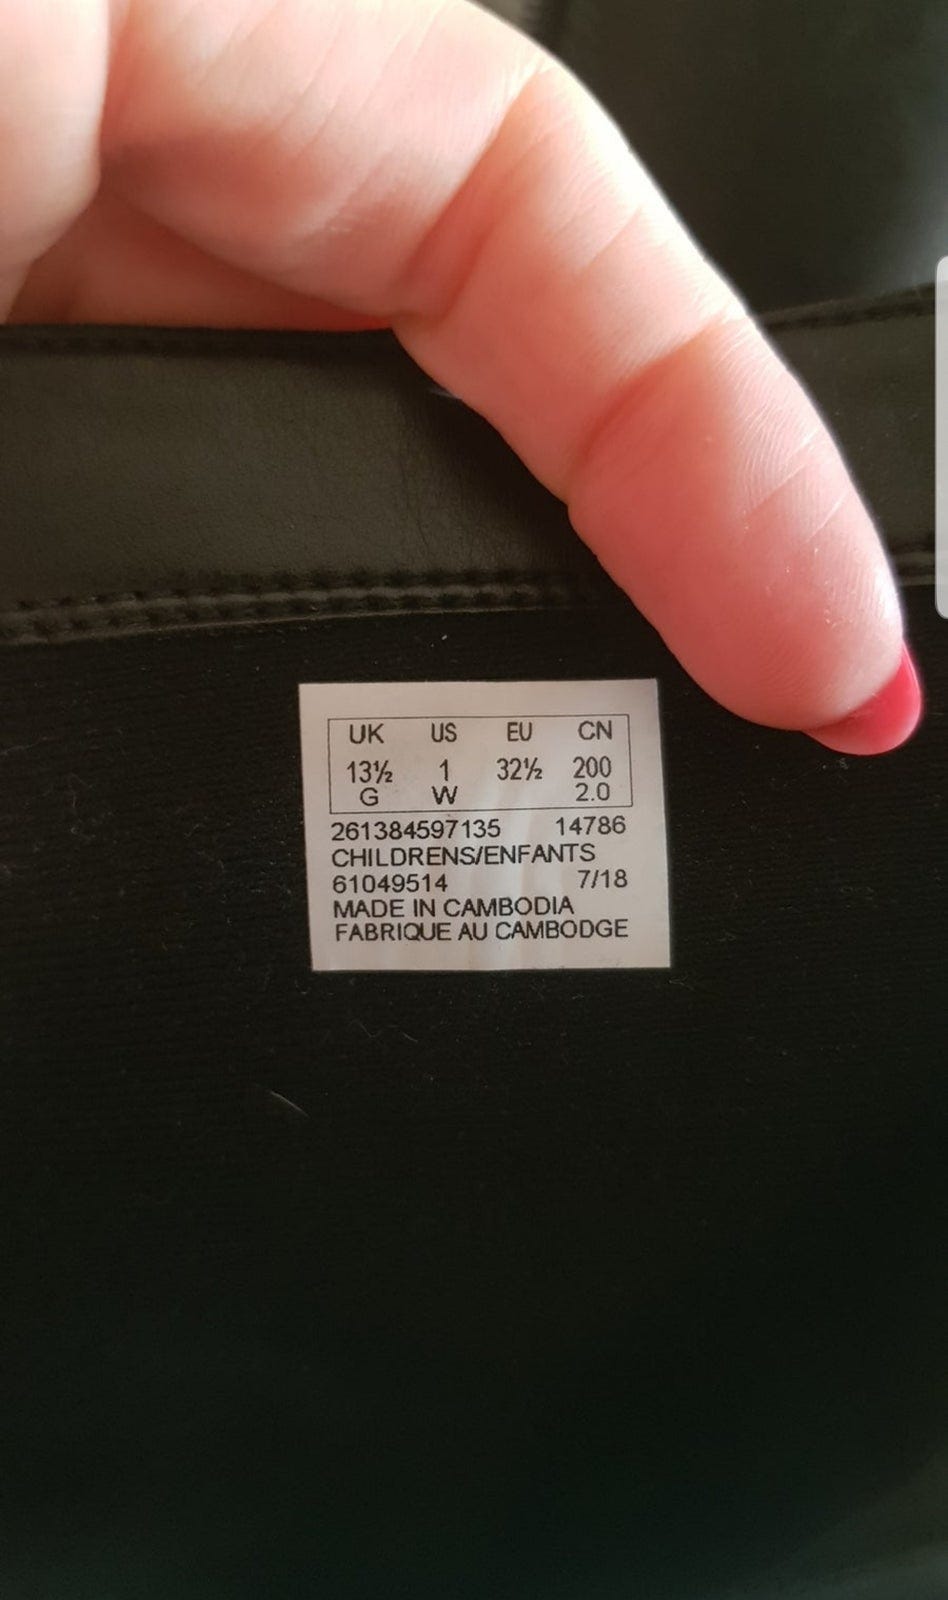 UK US EU CN
13½ 1 32½ 200
G W 2.0
261384597135 14786
CHILDRENS/ENFANTS
61049514 7/18
MADE IN CAMBODIA
FABRIQUE AU CAMBODGE